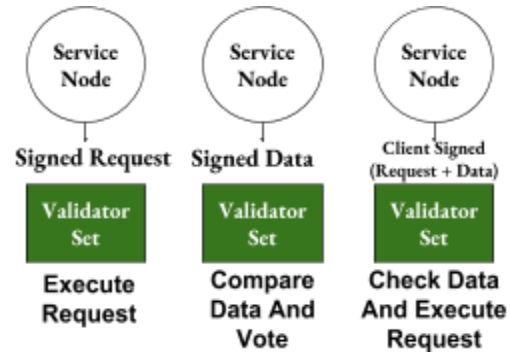 Service
Node
Signed Request
Validator
Set
Execute
Request
Service
Node
Signed Data
Validator
Set
Compare
Data And
Vote
Service
Node
Client Signed
(Request + Data)
Validator
Set
Check Data
And Execute
Request